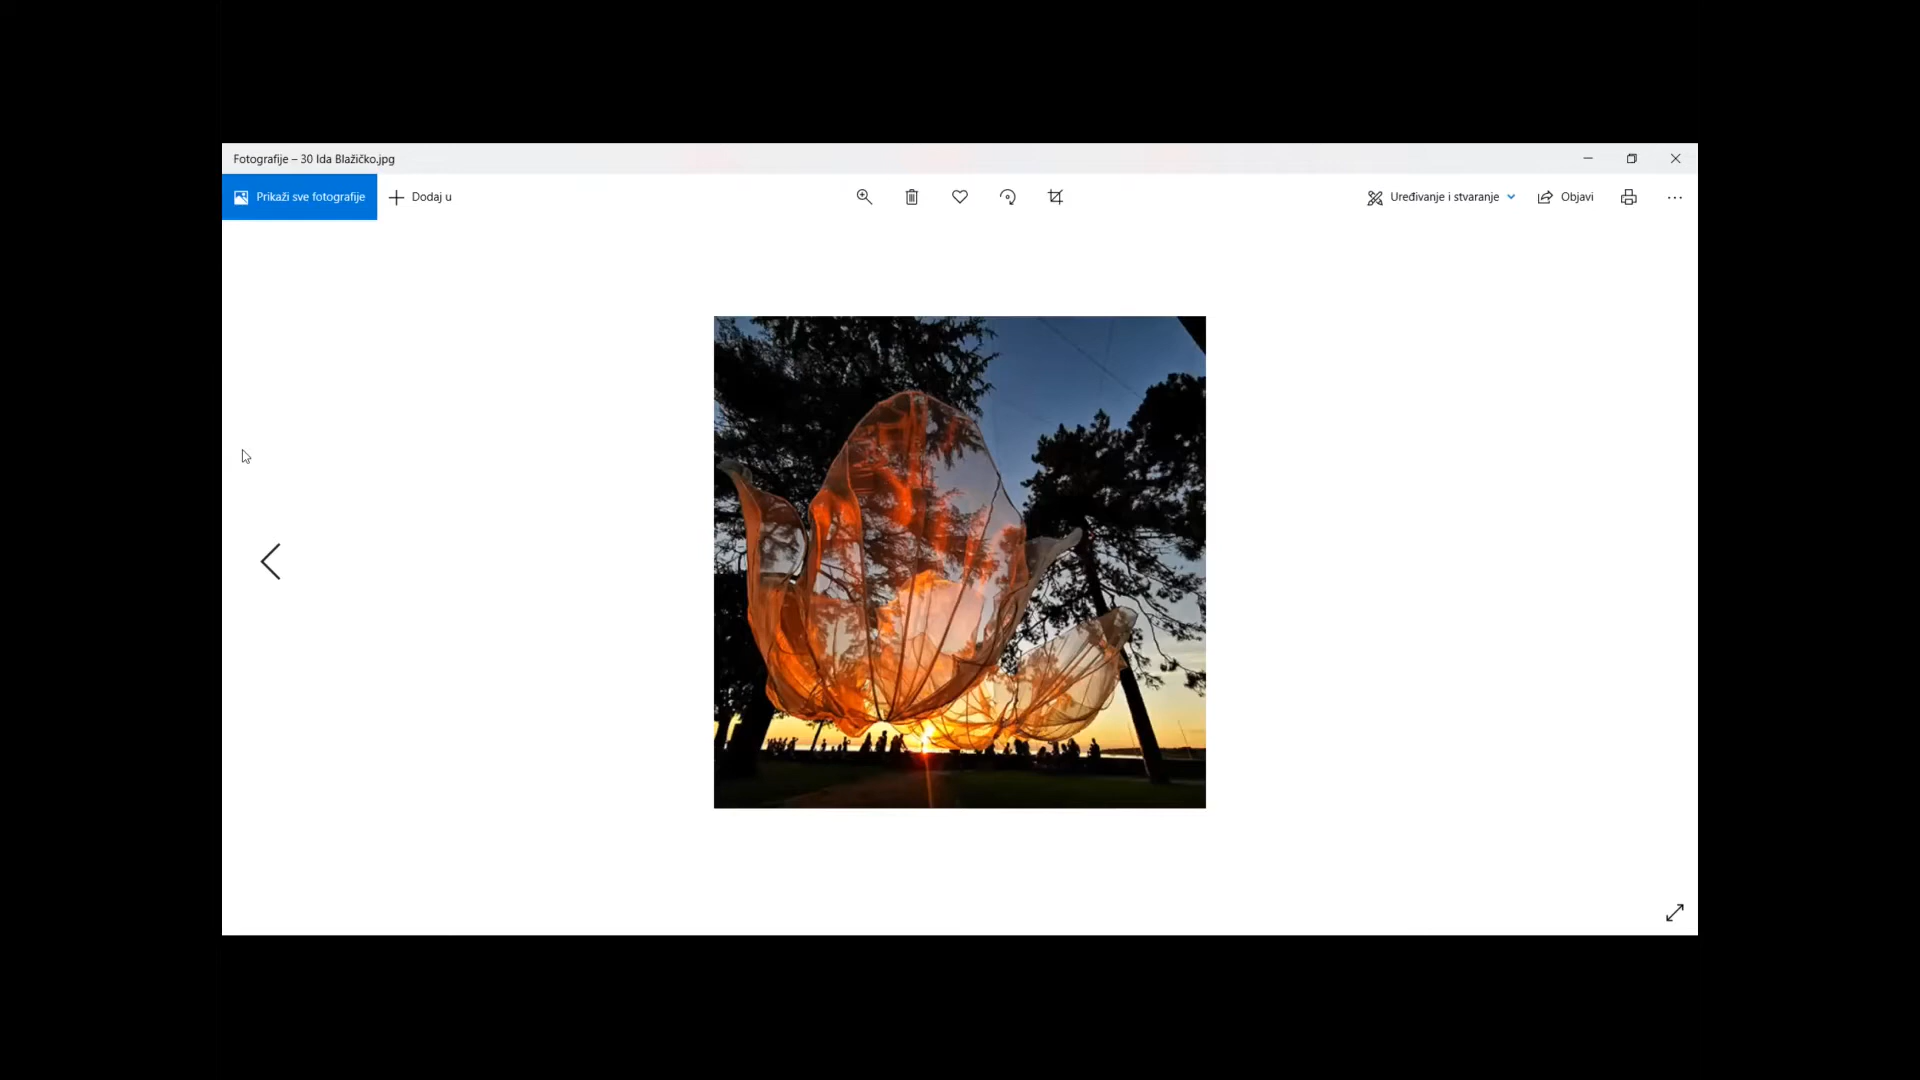 Fotografije – 30 Ida Blažičko.jpg
Prikaži sve fotografije
Dodaj u
Uređivanje i stvaranje
Objavi